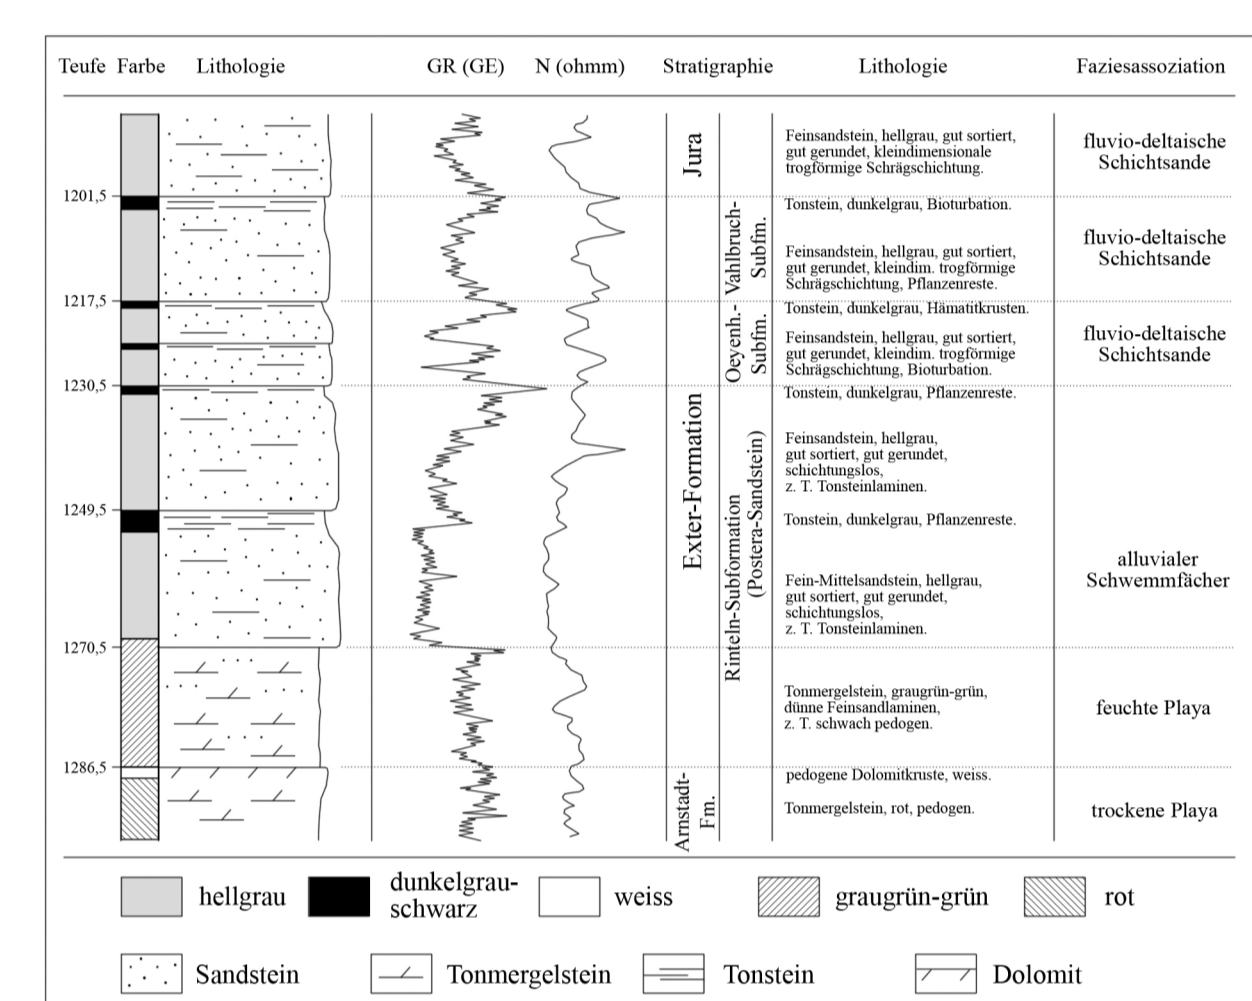 Teufe Farbe Lithologie GR (GE) N (ohmm) Stratigraphie Lithologie Faziesassoziation
Jura
Feinsandstein, hellgrau, gut sortiert,
gut gerundet, kleindimensionale
trogförmige Schrägschichtung.
fluvio-deltaische
Schichtsande
1201,5
Vahlbruch-
Subfm.
Tonstein, dunkelgrau, Bioturbation.
Feinsandstein, hellgrau, gut sortiert,
gut gerundet, kleindim. trogförmige
Schrägschichtung, Pflanzenreste.
fluvio-deltaische
Schichtsande
1217,5
Oeyenh.-
Subfm.
Tonstein, dunkelgrau, Hämatitkrusten.
Feinsandstein, hellgrau, gut sortiert,
gut gerundet, kleindim. trogförmige
Schrägschichtung, Bioturbation.
fluvio-deltaische
Schichtsande
1230,5
Exter-Formation
Rinteln-Subformation
(Postera-Sandstein)
Tonstein, dunkelgrau, Pflanzenreste.
Feinsandstein, hellgrau,
gut sortiert, gut gerundet,
schichtungslos,
z. T. Tonsteinlaminen.
1249,5
Tonstein, dunkelgrau, Pflanzenreste.
Fein-Mittelsandstein, hellgrau,
gut sortiert, gut gerundet,
schichtungslos,
z. T. Tonsteinlaminen.
alluvialer
Schwemmfächer
1270,5
Tonmergelstein, graugrün-grün,
dünne Feinsandlaminen,
z. T. schwach pedogen.
feuchte Playa
1286,5
Arnstadt-
Fm.
pedogene Dolomitkruste, weiss.
Tonmergelstein, rot, pedogen.
trockene Playa
hellgrau
dunkelgrau-
schwarz
weiss
graugrün-grün
rot
Sandstein
Tonmergelstein
Tonstein
Dolomit